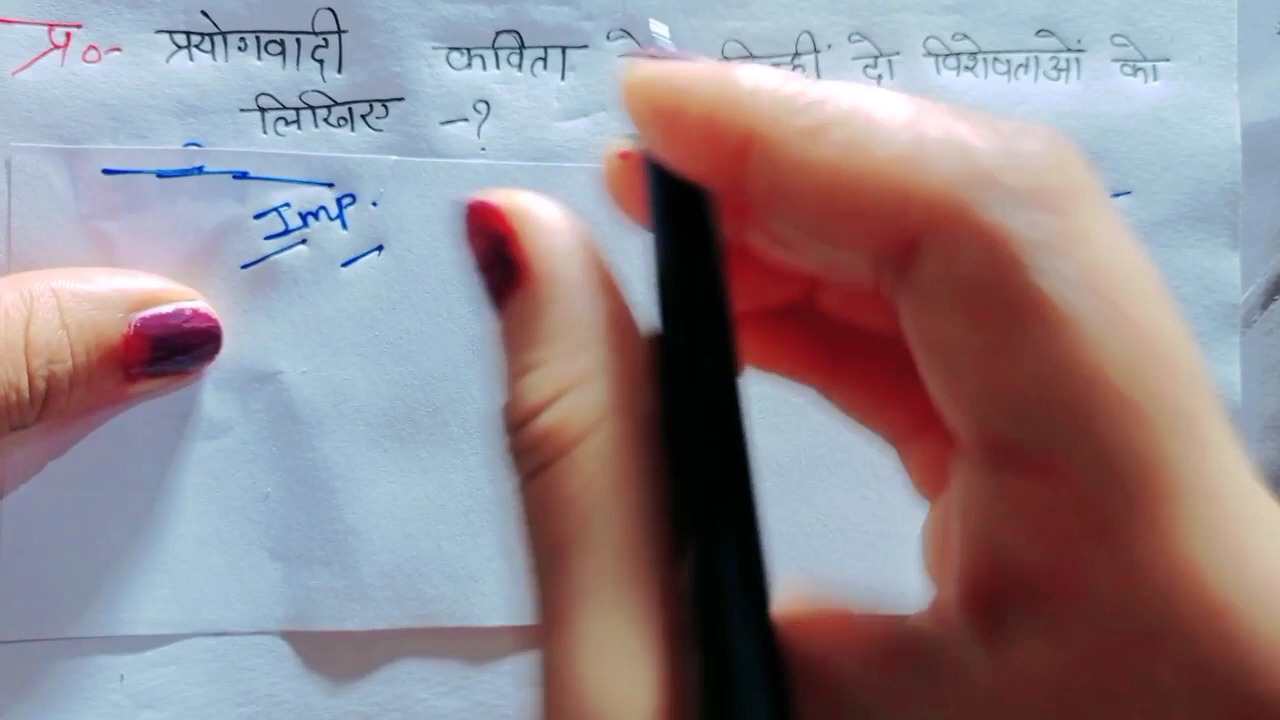 प्र०- प्रयोगवादी कविता दो विशेषताओं को
लिखिए -?
Imp.